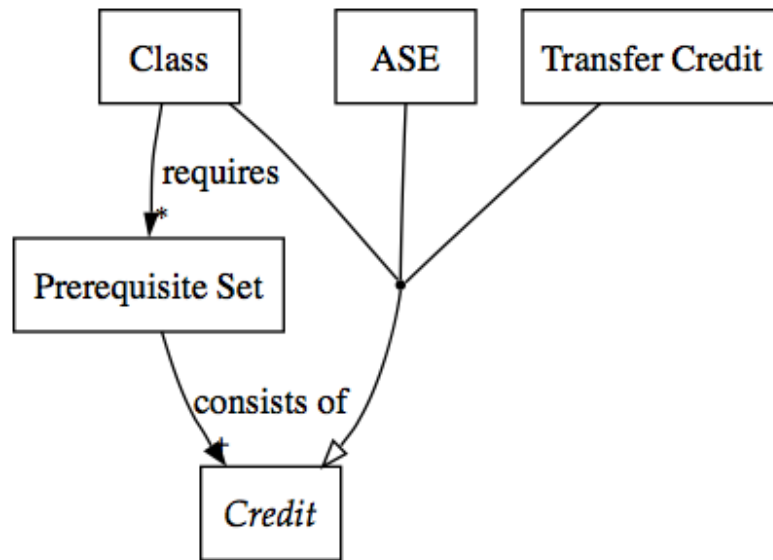 Class
ASE
Transfer Credit
requires
*
Prerequisite Set
consists of
+
Credit